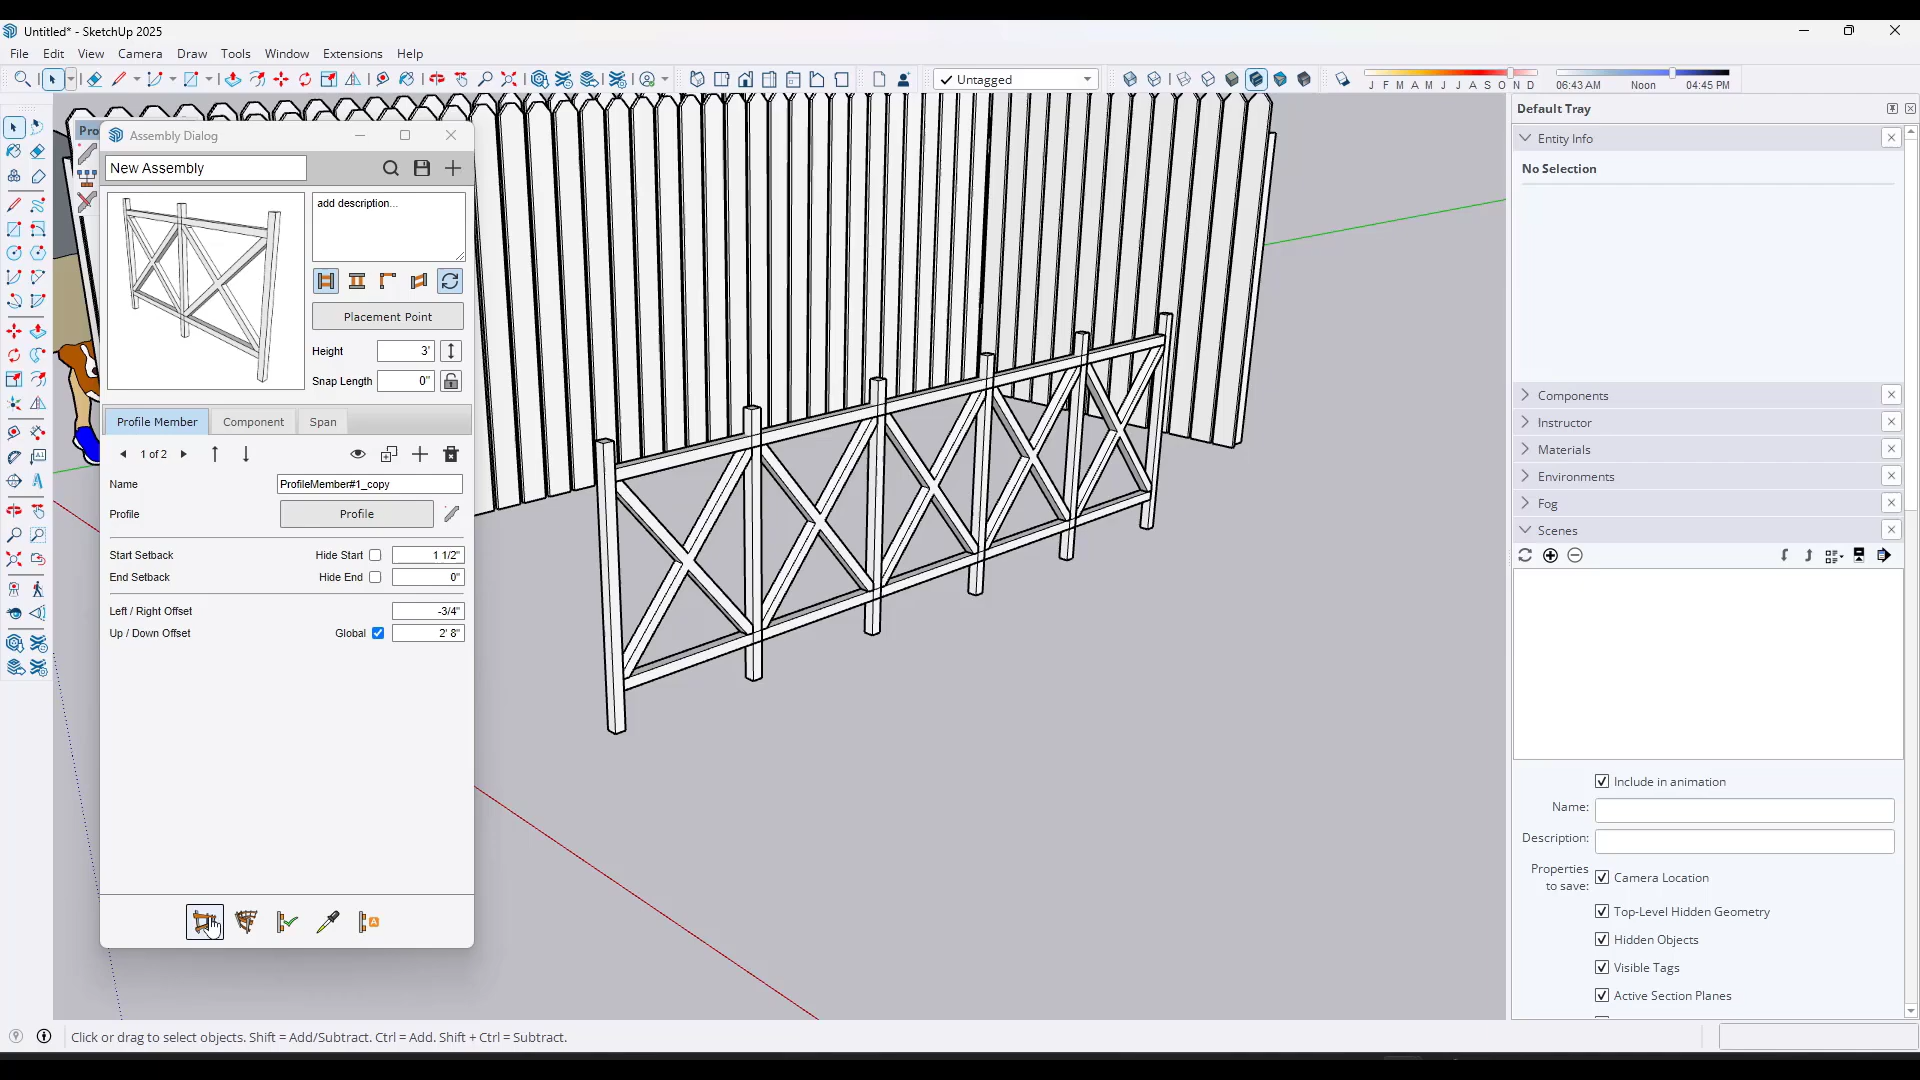 Untitled* - SketchUp 2025
File Edit View Camera Draw Tools Window Extensions Help
Untagged
J F M A M J J A S O N D
06:43 AM Noon 04:45 PM
Default Tray
Entity Info
No Selection
Components
Instructor
Materials
Environments
Fog
Scenes
Include in animation
Name:
Description:
Properties to save:
Camera Location
Top-Level Hidden Geometry
Hidden Objects
Visible Tags
Active Section Planes
Pro
Assembly Dialog
New Assembly
add description...
Placement Point
Height 3'
Snap Length 0"
Profile Member Component Span
1 of 2
Name ProfileMember#1_copy
Profile Profile
Start Setback Hide Start 1 1/2"
End Setback Hide End 0"
Left / Right Offset -3/4"
Up / Down Offset Global 2' 8"
A
Click or drag to select objects. Shift = Add/Subtract. Ctrl = Add. Shift + Ctrl = Subtract.